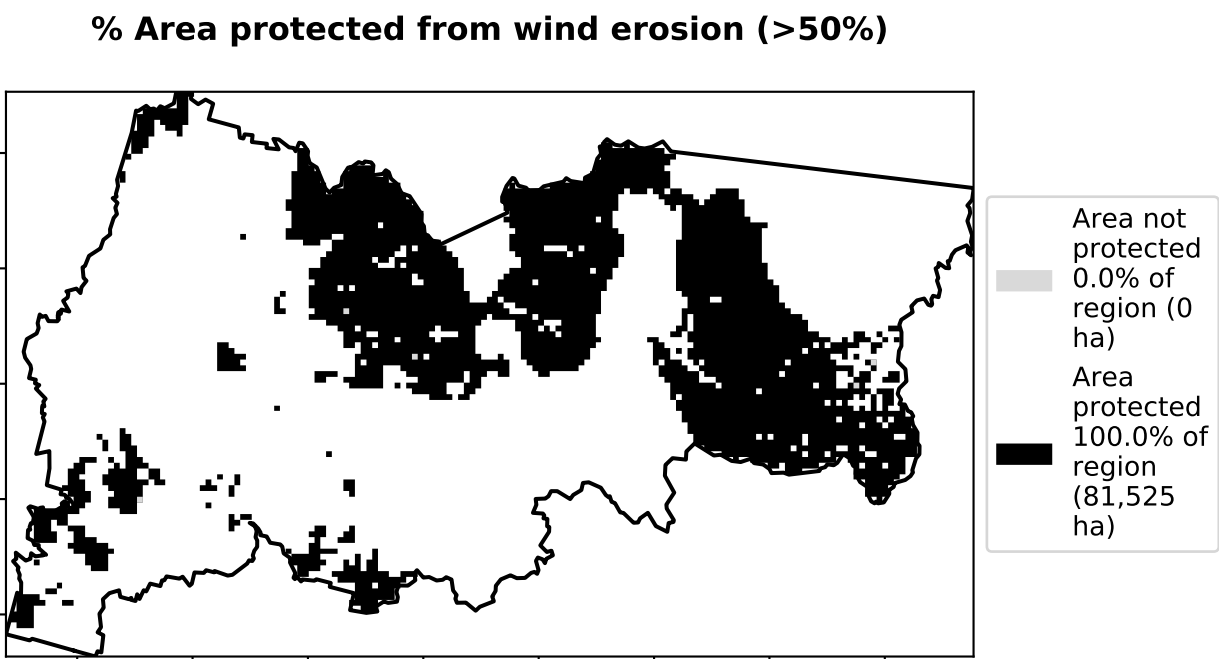 % Area protected from wind erosion (>50%)
Area not
protected
0.0% of
region (0
ha)
Area
protected
100.0% of
region
(81,525
ha)